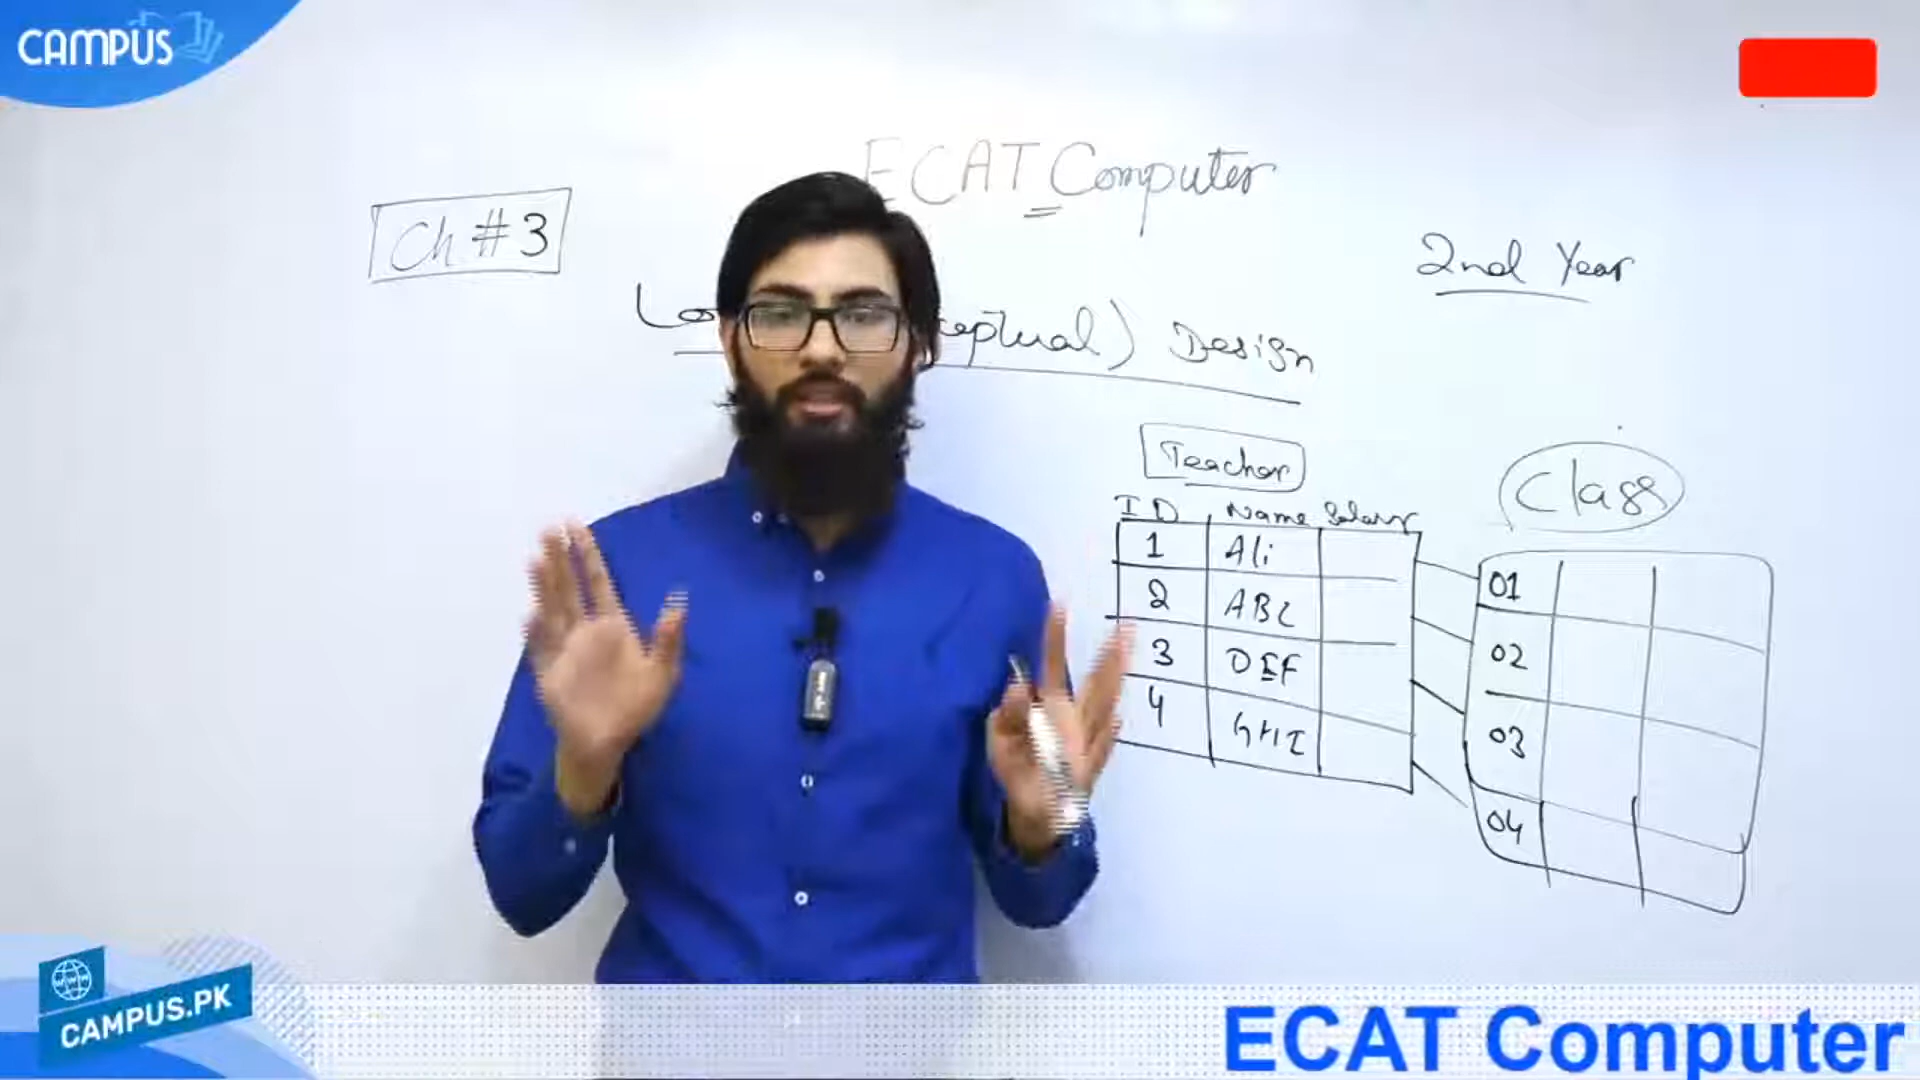 CAMPUS
ECAT Computer
Ch #3
2nd Year
Design
Teacher
Class
ID Name Salary
1 Ali
2 ABC
3 DEF
4 GHI
01
02
03
04
WWW
CAMPUS.PK
ECAT Computer